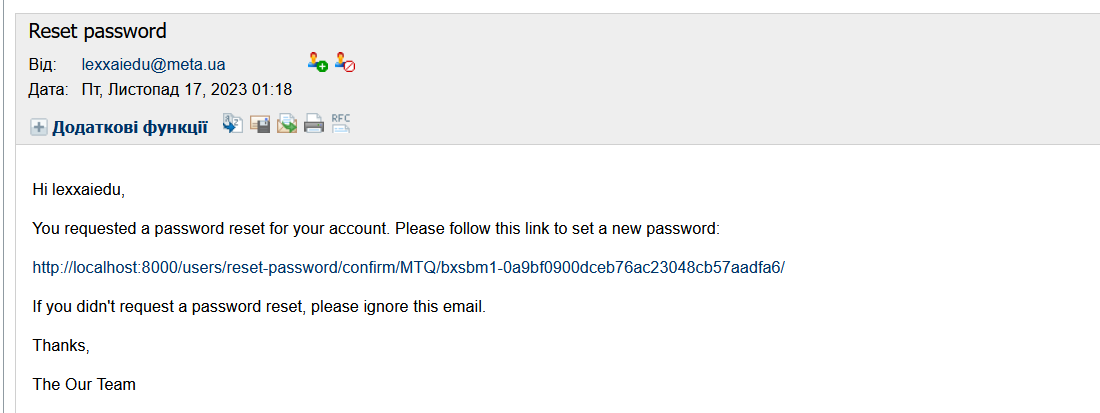 Reset password
Від: lexxaiedu@meta.ua
Дата: Пт, Листопад 17, 2023 01:18
Додаткові функції RFC
Hi lexxaiedu,
You requested a password reset for your account. Please follow this link to set a new password:
http://localhost:8000/users/reset-password/confirm/MTQ/bxsbm1-0a9bf0900dceb76ac23048cb57aadfa6/
If you didn't request a password reset, please ignore this email.
Thanks,
The Our Team